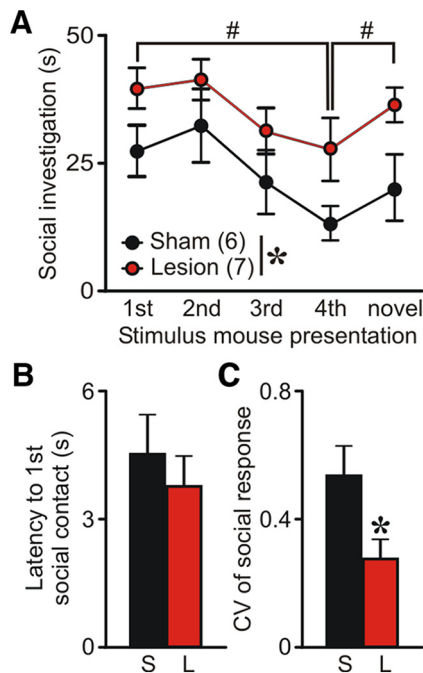 A
50
25
0
Social investigation (s)
# #
Sham (6)
Lesion (7)
*
1st 2nd 3rd 4th novel
Stimulus mouse presentation
B
6
3
0
Latency to 1st
social contact (s)
S L
C
0.8
0.4
0
CV of social response
*
S L